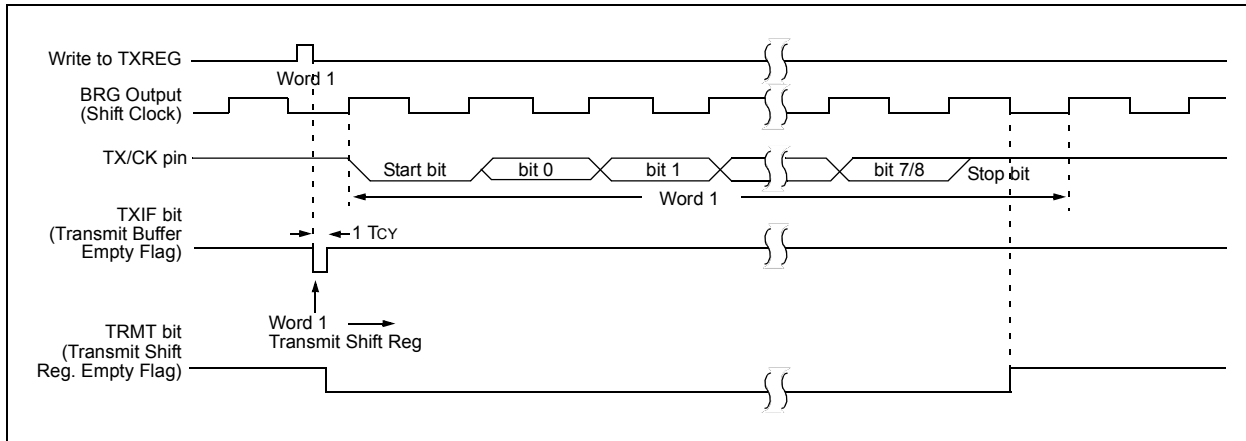 Write to TXREG
Word 1
BRG Output
(Shift Clock)
TX/CK pin
Start bit
bit 0
bit 1
bit 7/8
Stop bit
Word 1
TXIF bit
(Transmit Buffer
Empty Flag)
1 TCY
Word 1
Transmit Shift Reg
TRMT bit
(Transmit Shift
Reg. Empty Flag)